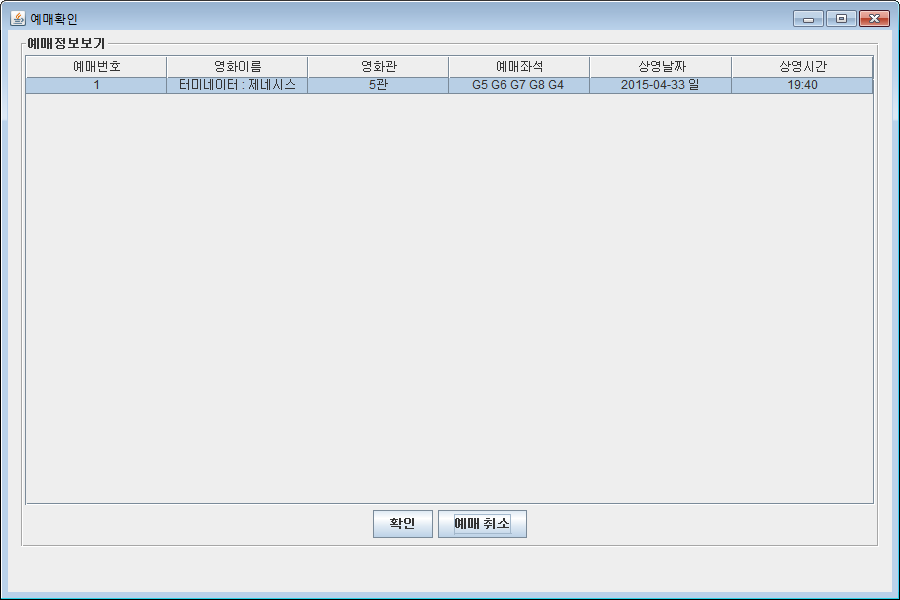 예매확인
예매정보보기
예매번호 영화이름 영화관 예매좌석 상영날짜 상영시간
1 터미네이터 : 제네시스 5관 G5 G6 G7 G8 G4 2015-04-33 일 19:40
확인 예매 취소